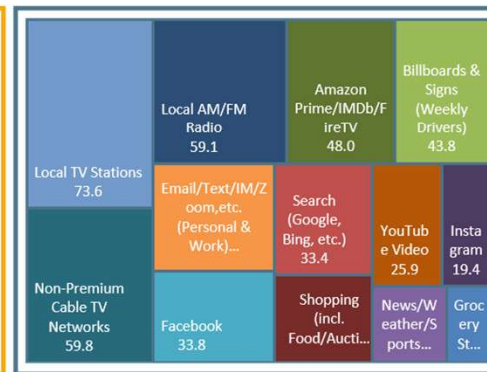 Local TV Stations
73.6
Non-Premium
Cable TV
Networks
59.8
Local AM/FM
Radio
59.1
Amazon
Prime/IMDb/F
ireTV
48.0
Billboards &
Signs
(Weekly
Drivers)
43.8
Email/Text/IM/Z
oom,etc.
(Personal &
Work)...
Facebook
33.8
Search
(Google,
Bing, etc.)
33.4
Shopping
(incl.
Food/Aucti...
YouTub
e Video
25.9
Insta
gram
19.4
News/W
eather/S
ports...
Groc
ery
St...